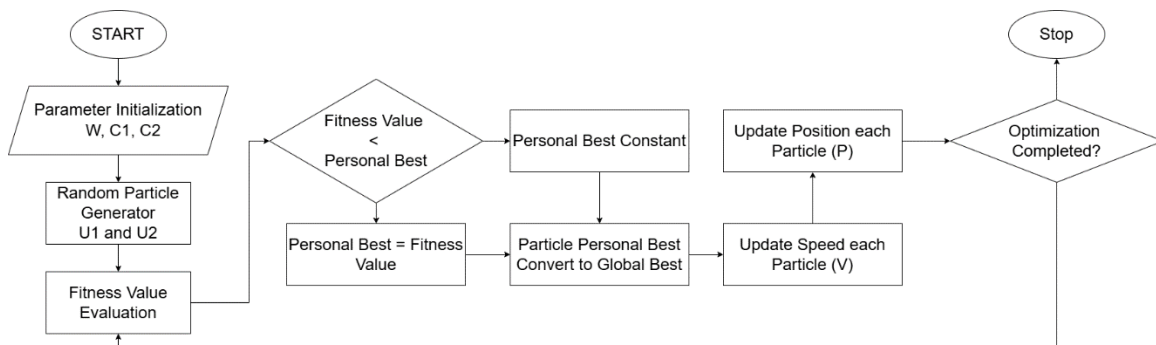 START
Parameter Initialization
W, C1, C2
Random Particle
Generator
U1 and U2
Fitness Value
Evaluation
Fitness Value
<
Personal Best
Personal Best = Fitness
Value
Personal Best Constant
Particle Personal Best
Convert to Global Best
Update Speed each
Particle (V)
Update Position each
Particle (P)
Optimization
Completed?
Stop